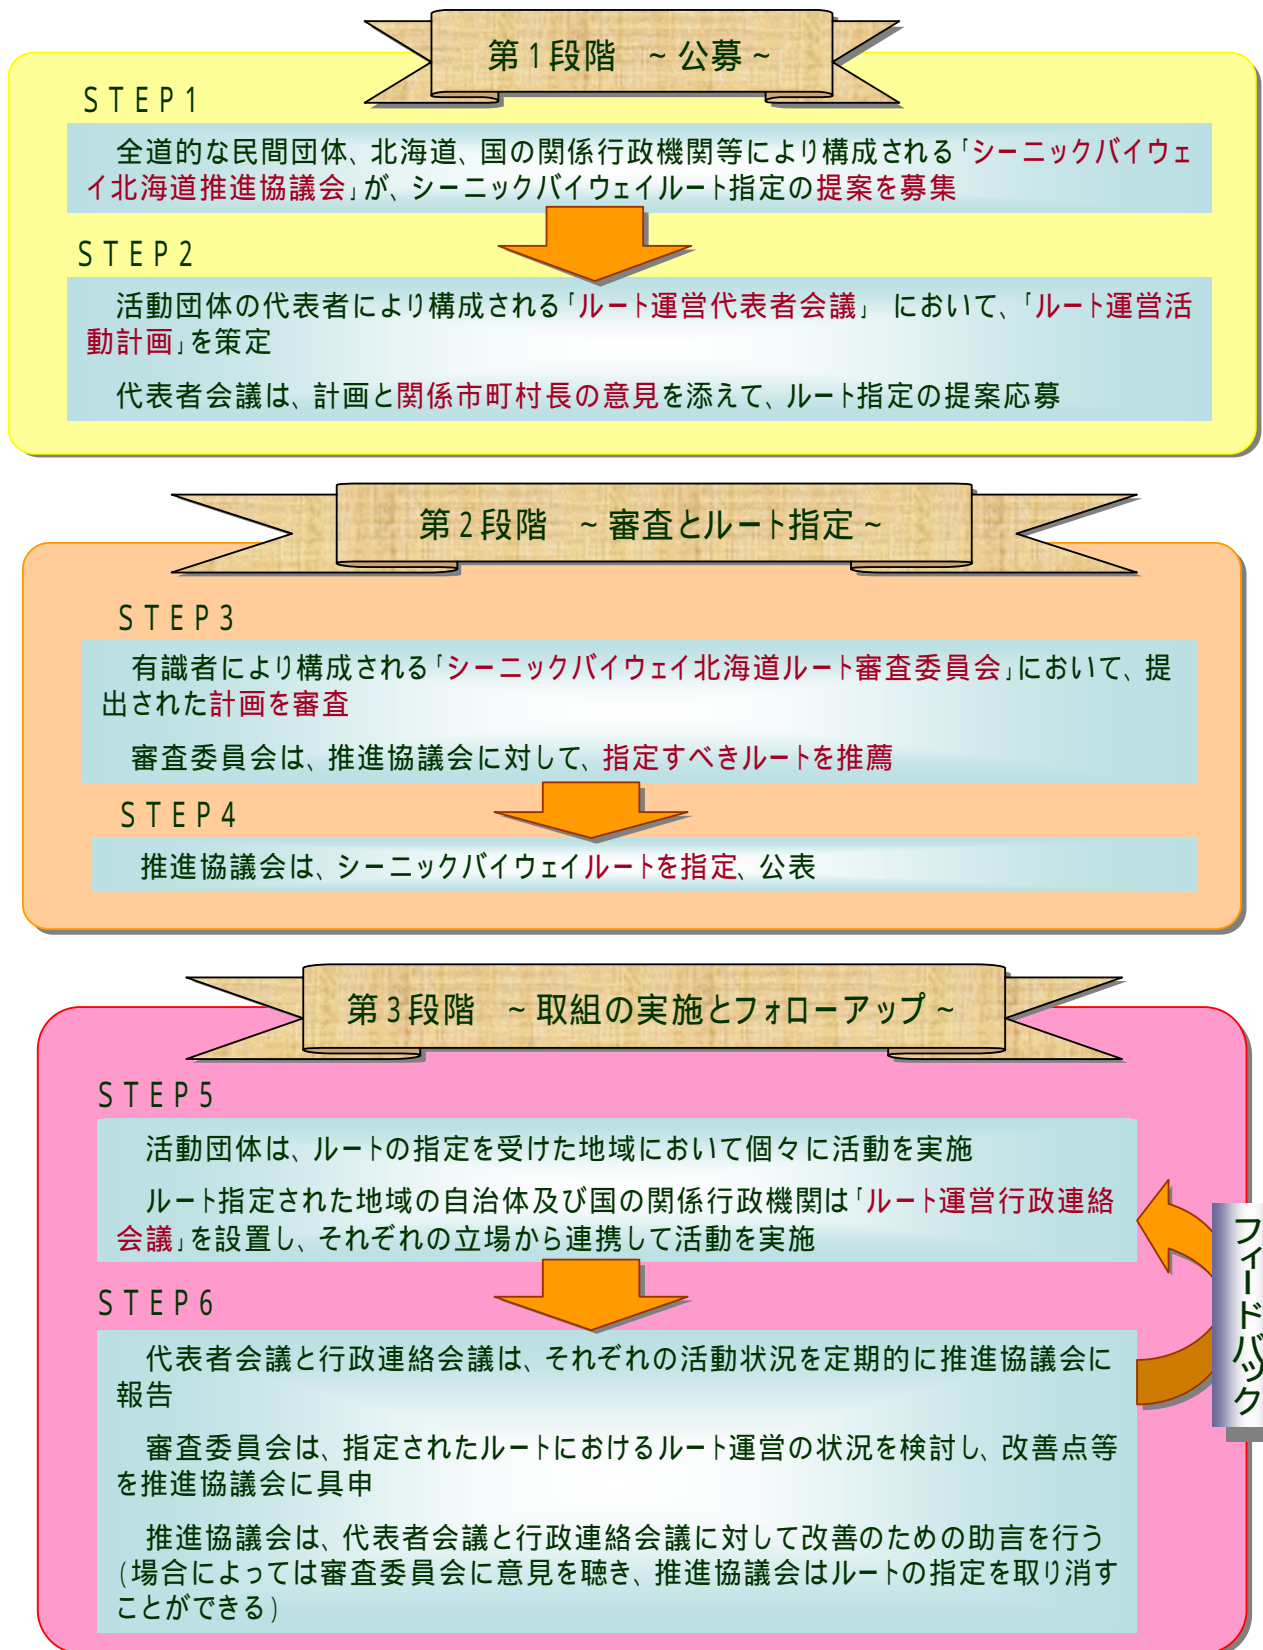 第1段階　~公募~
STEP1
全道的な民間団体、北海道、国の関係行政機関等により構成される「シーニックバイウェ
イ北海道推進協議会」が、シーニックバイウェイルート指定の提案を募集
STEP2
活動団体の代表者により構成される「ルート運営代表者会議」 において、「ルート運営活
動計画」を策定
代表者会議は、計画と関係市町村長の意見を添えて、ルート指定の提案応募
第2段階　~審査とルート指定~
STEP3
有識者により構成される「シーニックバイウェイ北海道ルート審査委員会」において、提
出された計画を審査
審査委員会は、推進協議会に対して、指定すべきルートを推薦
STEP4
推進協議会は、シーニックバイウェイルートを指定、公表
第3段階　~取組の実施とフォローアップ~
STEP5
活動団体は、ルートの指定を受けた地域において個々に活動を実施
ルート指定された地域の自治体及び国の関係行政機関は「ルート運営行政連絡
会議」を設置し、それぞれの立場から連携して活動を実施
フィードバック
STEP6
代表者会議と行政連絡会議は、それぞれの活動状況を定期的に推進協議会に
報告
審査委員会は、指定されたルートにおけるルート運営の状況を検討し、改善点等
を推進協議会に具申
推進協議会は、代表者会議と行政連絡会議に対して改善のための助言を行う
(場合によっては審査委員会に意見を聴き、推進協議会はルートの指定を取り消す
ことができる)